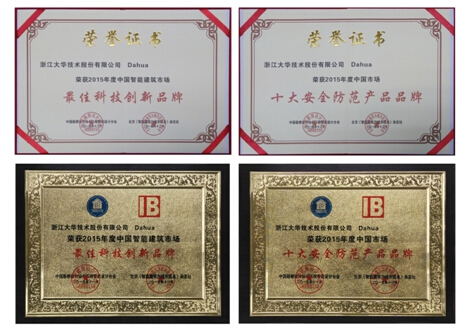 荣誉证书
浙江大华技术股份有限公司 Dahua
荣获2015年度中国智能建筑市场
最佳科技创新品牌
荣誉证书
浙江大华技术股份有限公司 Dahua
荣获2015年度中国智能建筑市场
十大安全防范产品品牌
IB
浙江大华技术股份有限公司 Dahua
荣获2015年度中国智能建筑市场
最佳科技创新品牌
IB
浙江大华技术股份有限公司 Dahua
荣获2015年度中国市场
十大安全防范产品品牌